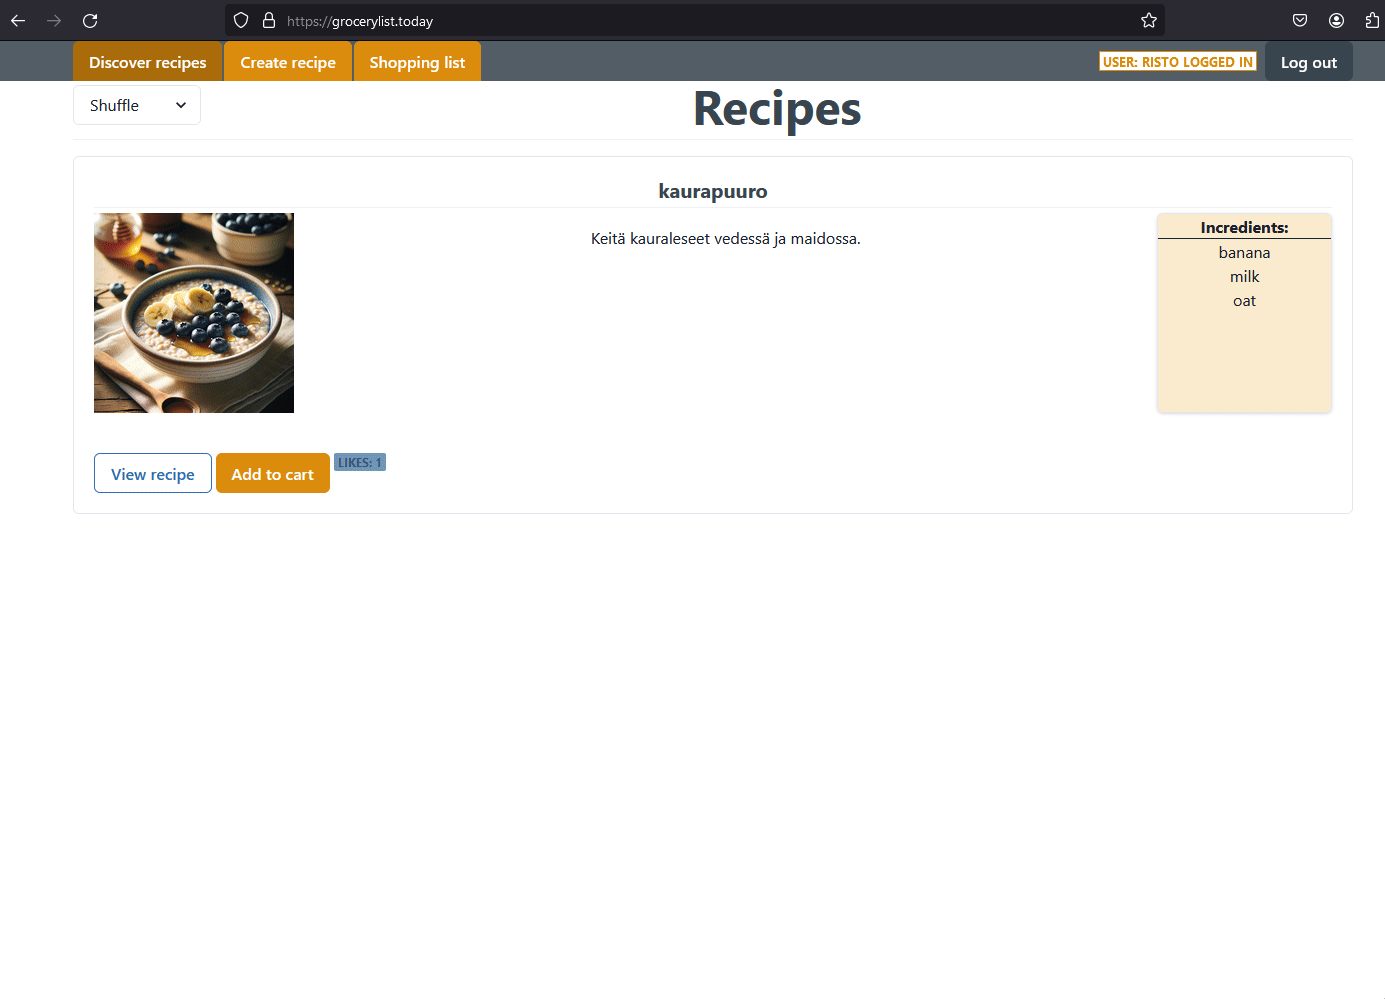 https://grocerylist.today
Discover recipes
Create recipe
Shopping list
USER: RISTO LOGGED IN
Log out
Shuffle
Recipes
kaurapuuro
Keitä kauraleseet vedessä ja maidossa.
Incredients:
banana
milk
oat
View recipe
Add to cart
LIKES: 1